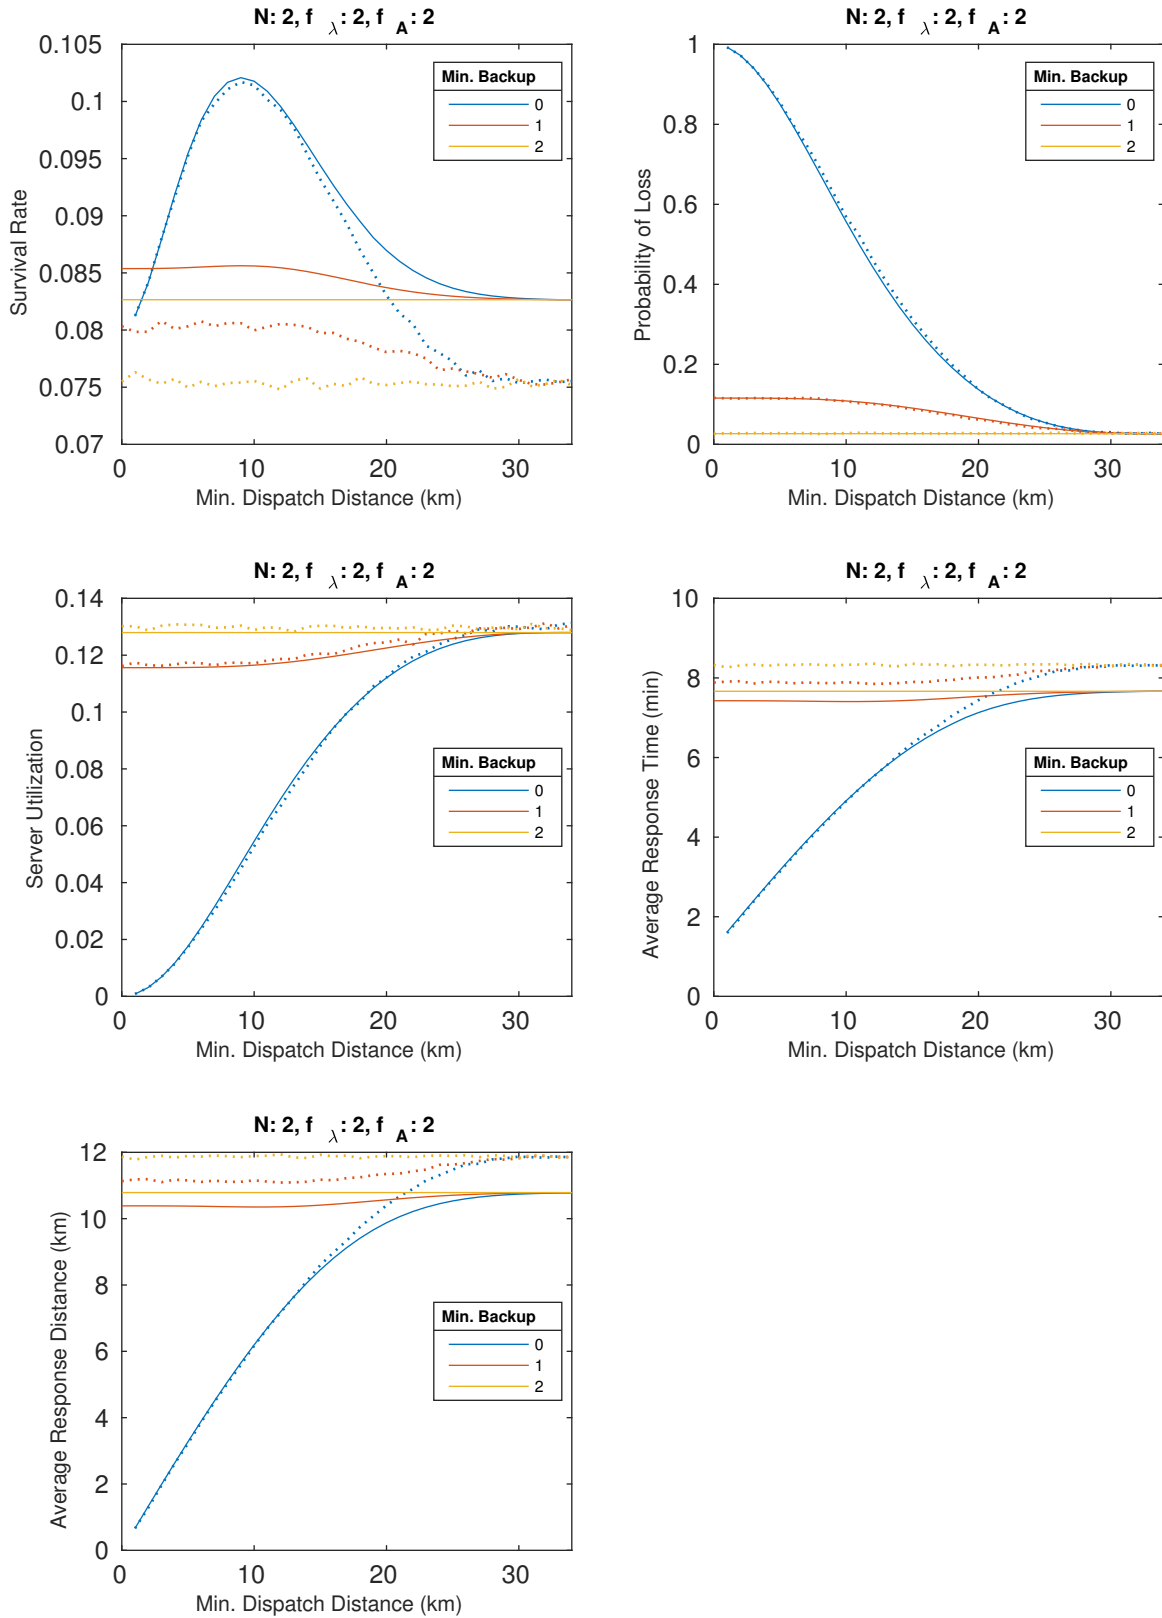 N: 2, f λ: 2, f A: 2
Survival Rate
0.105
0.1
0.095
0.09
0.085
0.08
0.075
0.07
0 10 20 30
Min. Dispatch Distance (km)
Min. Backup
0
1
2
N: 2, f λ: 2, f A: 2
Probability of Loss
1
0.8
0.6
0.4
0.2
0
0 10 20 30
Min. Dispatch Distance (km)
Min. Backup
0
1
2
N: 2, f λ: 2, f A: 2
Server Utilization
0.14
0.12
0.1
0.08
0.06
0.04
0.02
0
0 10 20 30
Min. Dispatch Distance (km)
Min. Backup
0
1
2
N: 2, f λ: 2, f A: 2
Average Response Time (min)
10
8
6
4
2
0
0 10 20 30
Min. Dispatch Distance (km)
Min. Backup
0
1
2
N: 2, f λ: 2, f A: 2
Average Response Distance (km)
12
10
8
6
4
2
0
0 10 20 30
Min. Dispatch Distance (km)
Min. Backup
0
1
2